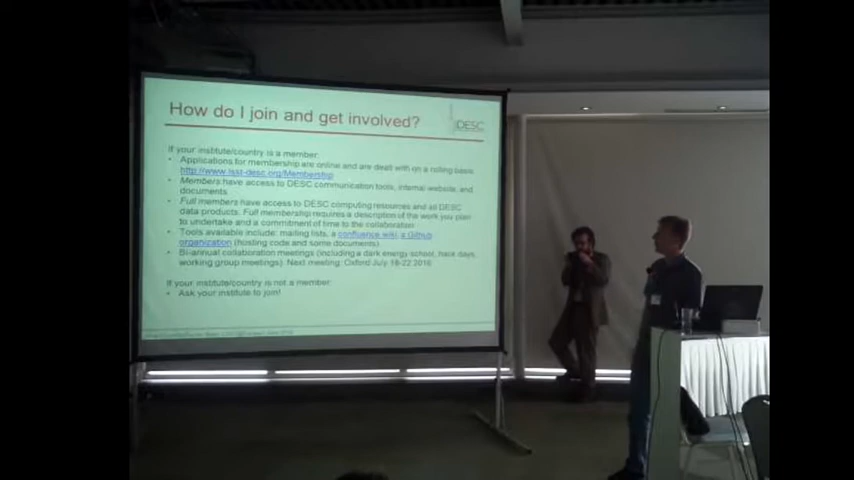 How do I join and get involved?
DESC
If your institute/country is a member:
• Applications for membership are online and are dealt with on a rolling basis
http://www.lsst-desc.org/Membership
• Members have access to DESC communication tools, internal website, and
documents.
• Full members have access to DESC computing resources and all DESC
data products. Full membership requires a description of the work you plan
to undertake and a commitment of time to the collaboration.
• Tools available include: mailing lists, a confluence wiki, a Github
organization (hosting code and some documents).
• Bi-annual collaboration meetings (including a dark energy school, hack days,
working group meetings). Next meeting: Oxford July 18-22 2016
If your institute/country is not a member:
• Ask your institute to join!